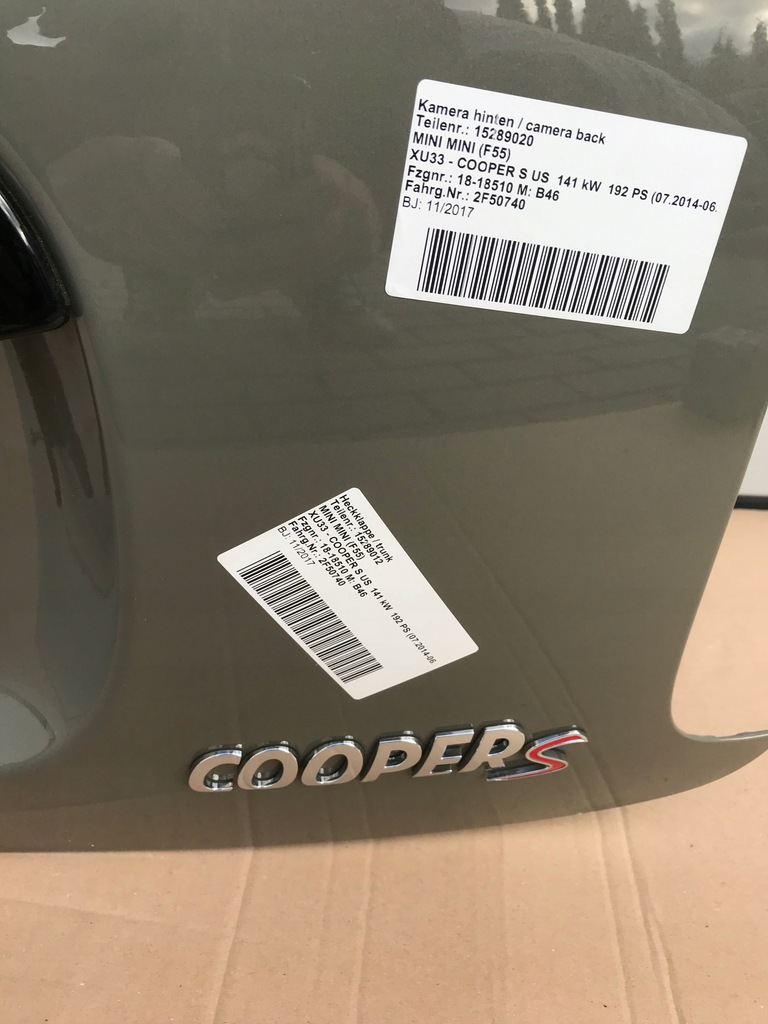 Kamera hinten / camera back
Teilenr.: 15289020
MINI MINI (F55)
XU33 - COOPER S US 141 kW 192 PS (07.2014-06.
Fzgnr.: 18-18510 M: B46
Fahrg.Nr.: 2F50740
BJ: 11/2017
Heckklappe / trunk
Teilenr.: 15289012
MINI MINI (F55)
XU33 - COOPER S US 141 kW 192 PS (07.2014-06
Fzgnr.: 18-18510 M: B46
Fahrg.Nr.: 2F50740
BJ: 11/2017
COOPER S